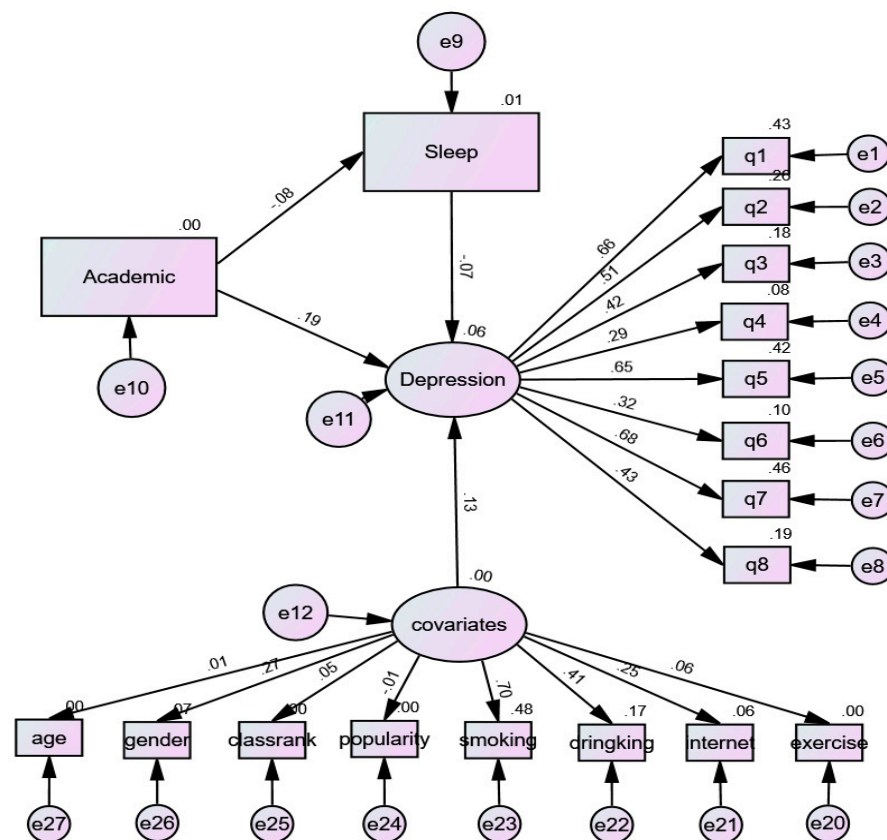 e9
.01
Sleep
-.08
.00
Academic
-.07
.19
e10
.06
Depression
e11
.43
q1
e1
.66
.26
q2
e2
.51
.18
q3
e3
.42
.08
q4
e4
.29
.42
q5
e5
.65
.10
q6
e6
.32
.46
q7
e7
.68
.19
q8
e8
.43
.13
.00
covariates
e12
.01
.27
.05
-.01
.70
.41
.25
.06
.00
.07
.00
.00
.48
.17
.06
.00
age
gender
classrank
popularity
smoking
dringking
internet
exercise
e27
e26
e25
e24
e23
e22
e21
e20